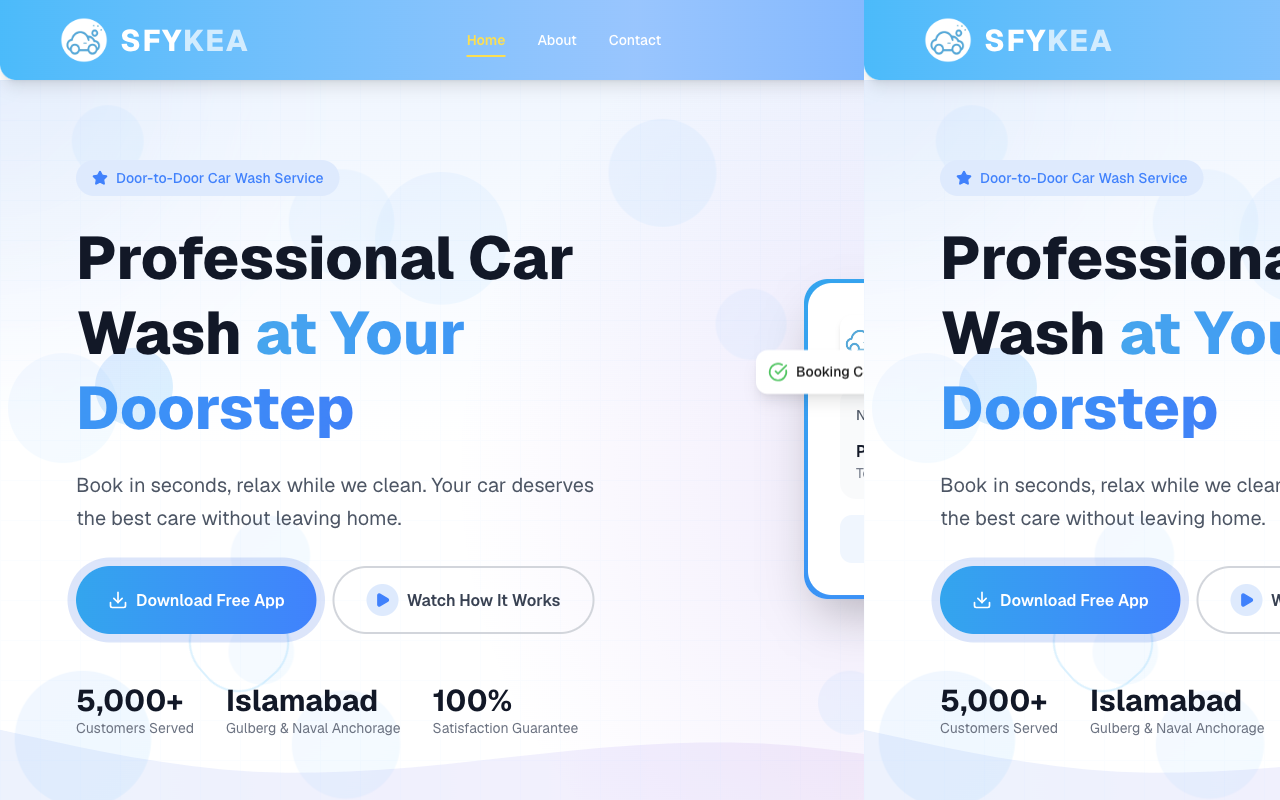 SFYKEA
Home
About
Contact
Door-to-Door Car Wash Service
Professional Car
Wash at Your
Doorstep
Book in seconds, relax while we clean. Your car deserves
the best care without leaving home.
Download Free App
Watch How It Works
5,000+
Customers Served
Islamabad
Gulberg & Naval Anchorage
100%
Satisfaction Guarantee
Booking
SFYKEA
Door-to-Door Car Wash Service
Professional
Wash at You
Doorstep
Book in seconds, relax while we
the best care without leaving home.
Download Free App
5,000+
Customers Served
Islamabad
Gulberg & Naval Anchorage